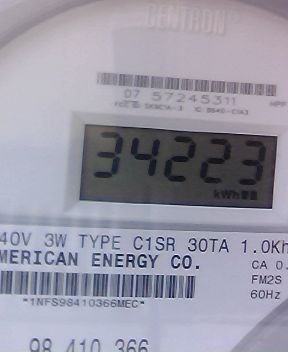 CENTRON®
07 57245311
34223
kWh
40V 3W TYPE C1SR 30TA 1.0Kh
MERICAN ENERGY CO.
CA 0.
FM2S
60Hz
*1NFS98410366MEC*
98 410 366